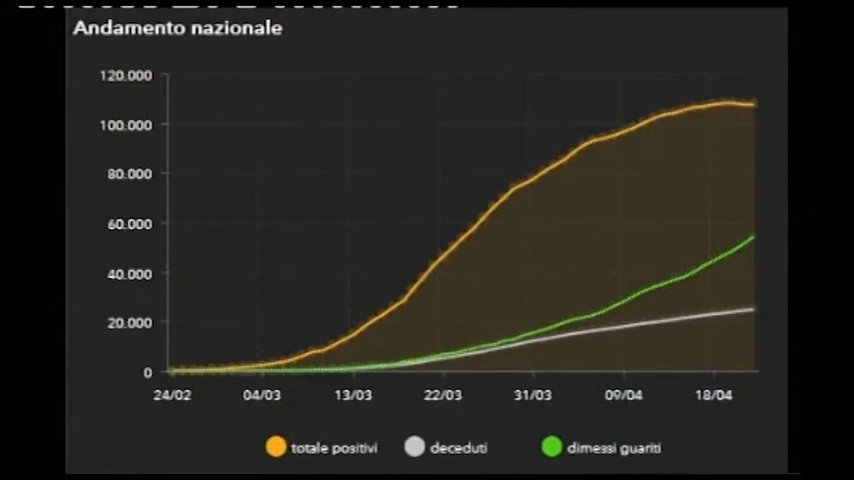 Andamento nazionale
120.000
100.000
80.000
60.000
40.000
20.000
0
24/02 04/03 13/03 22/03 31/03 09/04 18/04
totale positivi deceduti dimessi guariti